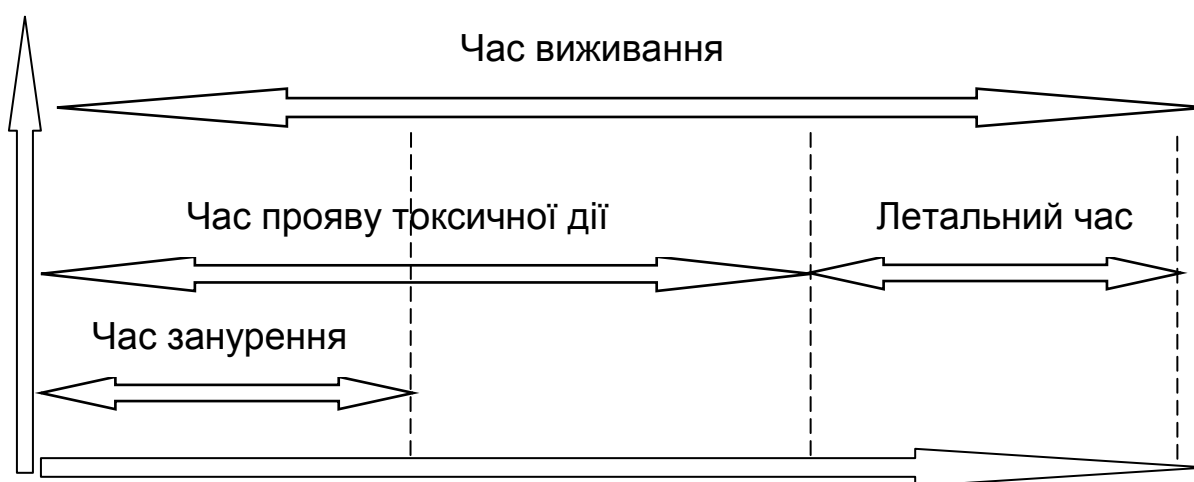 Час виживання
Час прояву токсичної дії
Летальний час
Час занурення